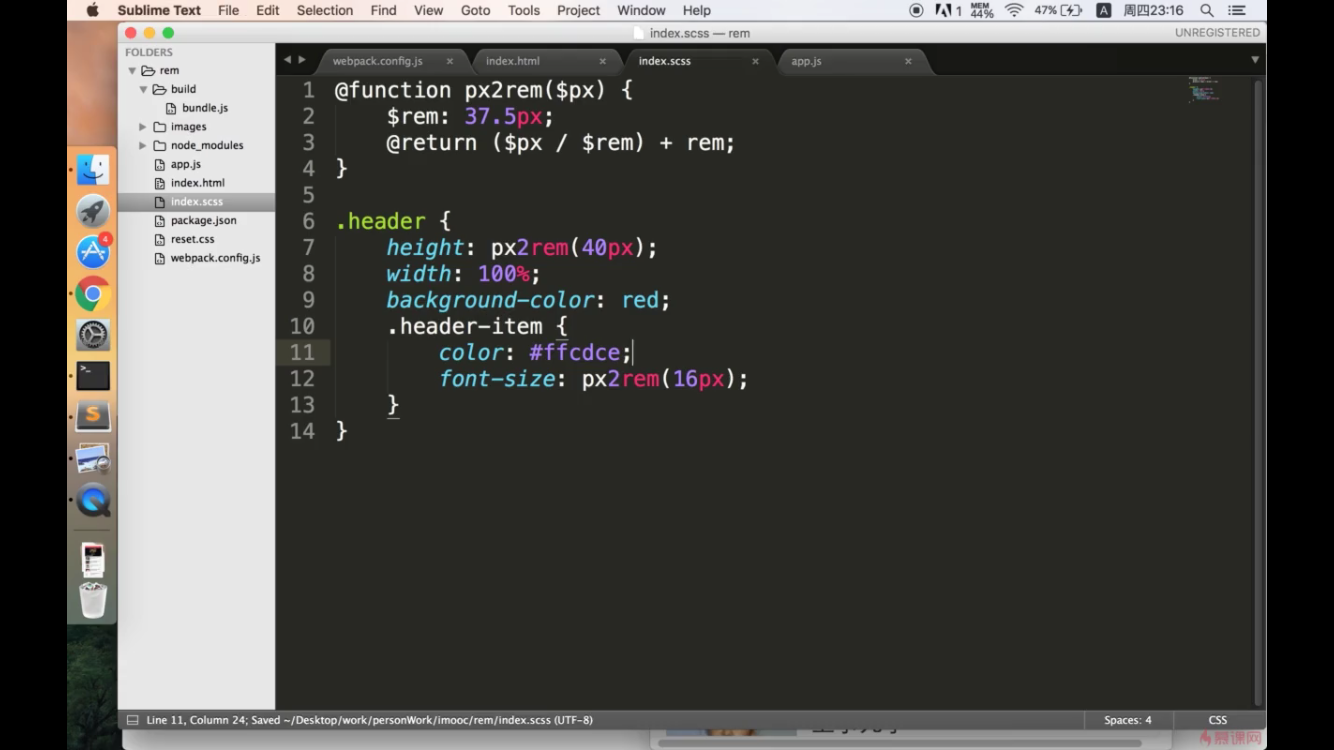 Sublime Text File Edit Selection Find View Goto Tools Project Window Help 1 MEM 44% 47% A 周四23:16
index.scss — rem UNREGISTERED
FOLDERS
rem
build
bundle.js
images
node_modules
app.js
index.html
index.scss
package.json
reset.css
webpack.config.js
4
webpack.config.js × index.html × index.scss × app.js ×
1 @function px2rem($px) {
2 $rem: 37.5px;
3 @return ($px / $rem) + rem;
4 }
5
6 .header {
7 height: px2rem(40px);
8 width: 100%;
9 background-color: red;
10 .header-item {
11 color: #ffcdce;
12 font-size: px2rem(16px);
13 }
14 }
Line 11, Column 24; Saved ~/Desktop/work/personWork/imooc/rem/index.scss (UTF-8) Spaces: 4 CSS
慕课网